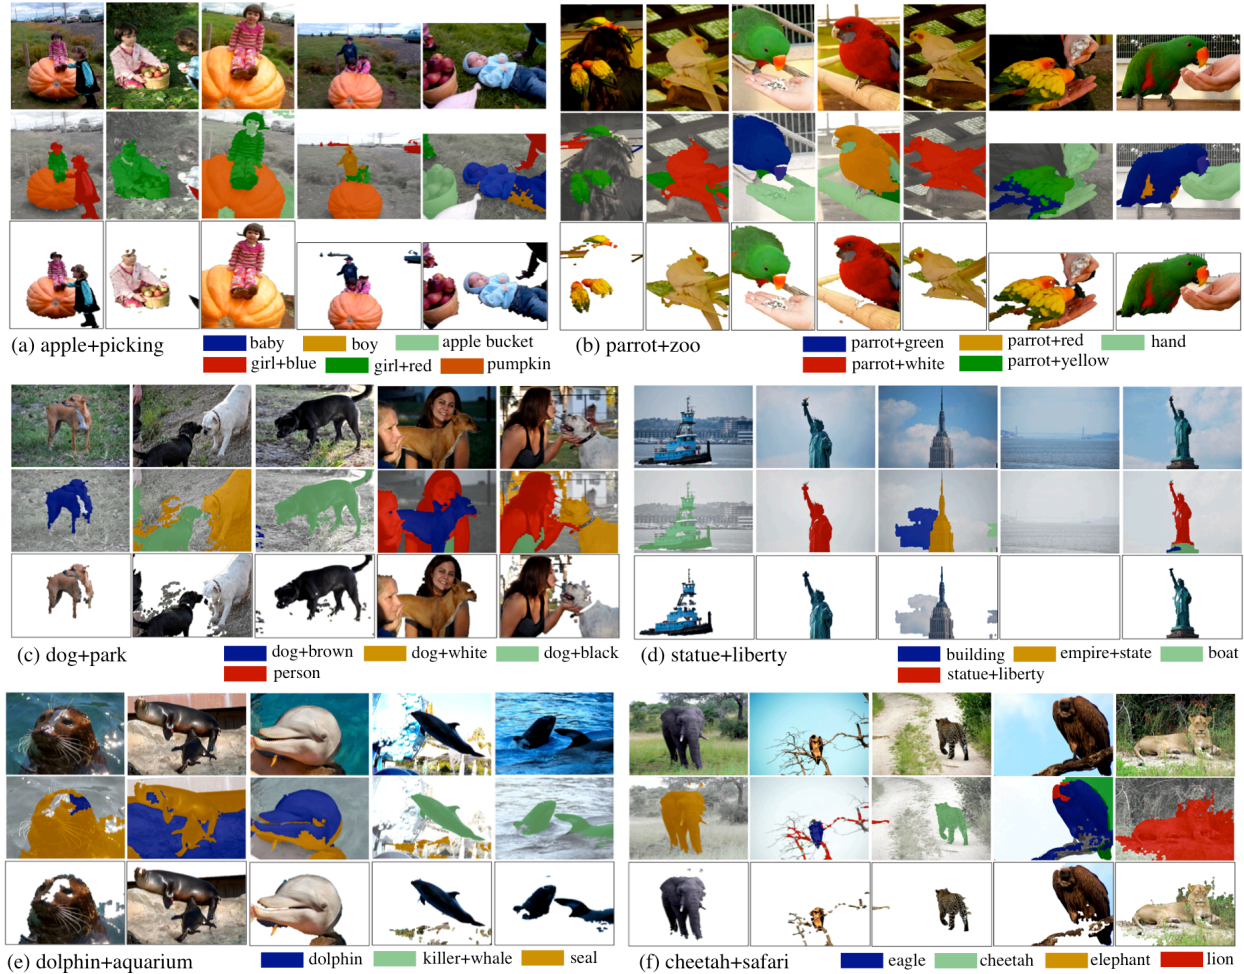 (a) apple+picking
baby
boy
apple bucket
girl+blue
girl+red
pumpkin
(b) parrot+zoo
parrot+green
parrot+red
hand
parrot+white
parrot+yellow
(c) dog+park
dog+brown
dog+white
dog+black
person
(d) statue+liberty
building
empire+state
boat
statue+liberty
(e) dolphin+aquarium
dolphin
killer+whale
seal
(f) cheetah+safari
eagle
cheetah
elephant
lion